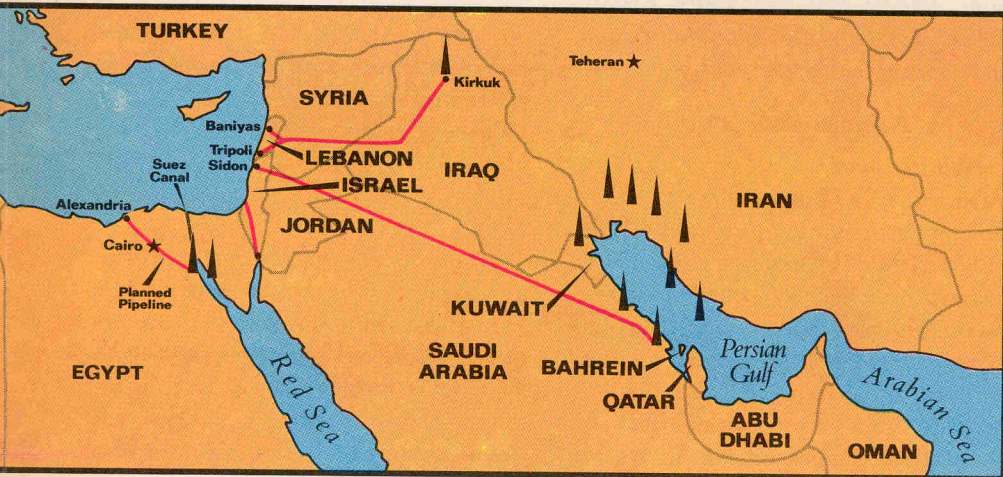 TURKEY
Teheran
Kirkuk
SYRIA
Baniyas
Tripoli
LEBANON
Suez
Canal
Sidon
IRAQ
ISRAEL
IRAN
Alexandria
JORDAN
Cairo
Planned
Pipeline
KUWAIT
SAUDI
ARABIA
Persian
Gulf
BAHREIN
EGYPT
Red Sea
Arabian Sea
QATAR
ABU
DHABI
OMAN